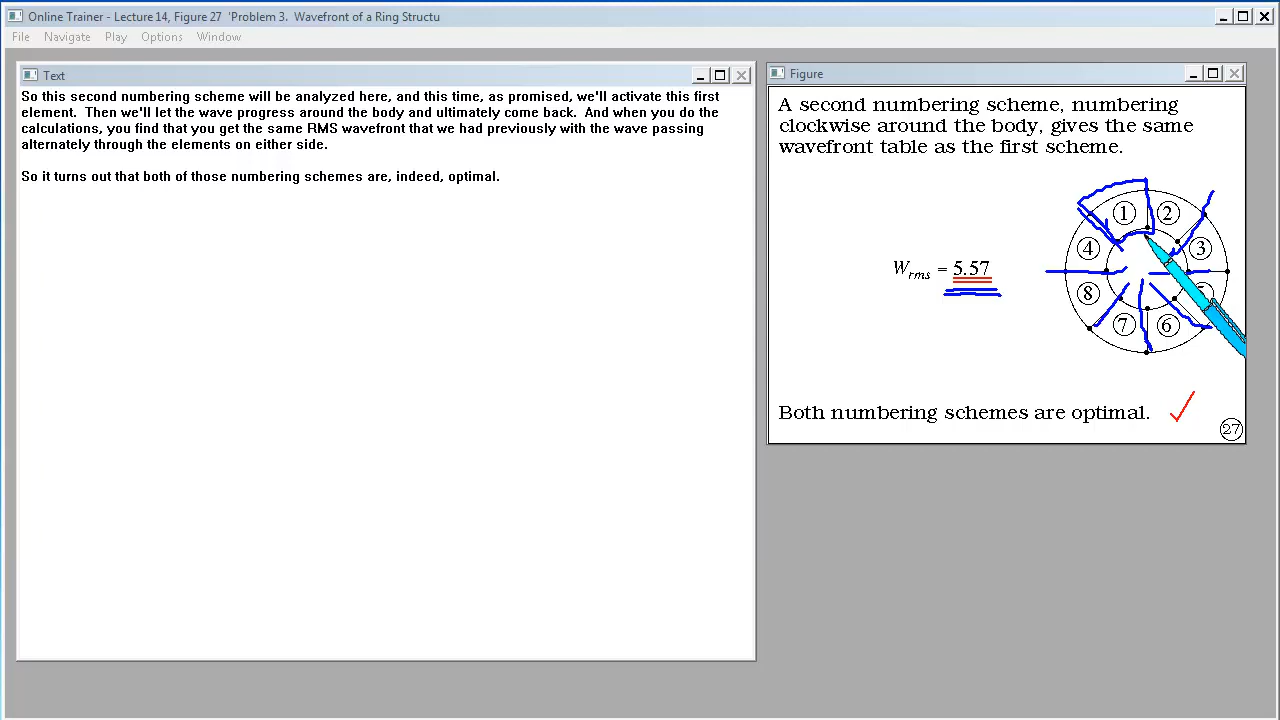 Online Trainer - Lecture 14, Figure 27 'Problem 3. Wavefront of a Ring Structu
File Navigate Play Options Window
Text
So this second numbering scheme will be analyzed here, and this time, as promised, we'll activate this first
element. Then we'll let the wave progress around the body and ultimately come back. And when you do the
calculations, you find that you get the same RMS wavefront that we had previously with the wave passing
alternately through the elements on either side.
So it turns out that both of those numbering schemes are, indeed, optimal.
Figure
A second numbering scheme, numbering
clockwise around the body, gives the same
wavefront table as the first scheme.
1 2
4 3
Wrms = 5.57
8
7 6
Both numbering schemes are optimal.
27